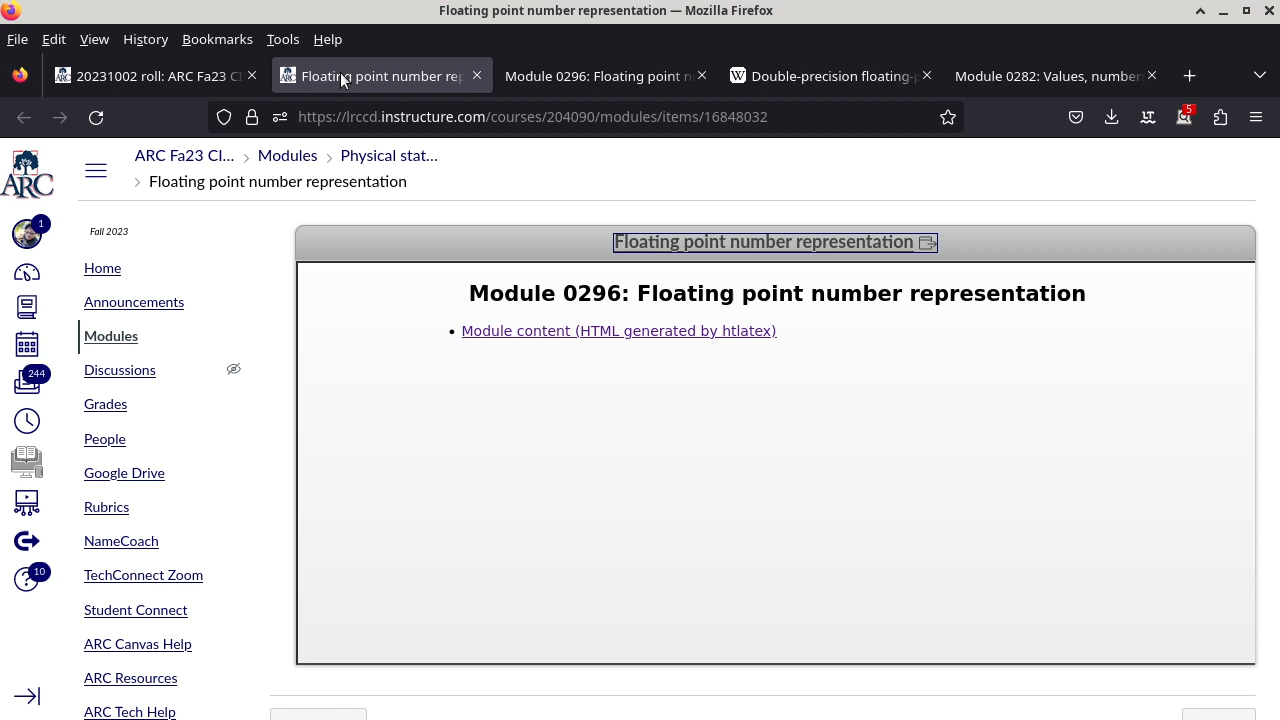 Floating point number representation — Mozilla Firefox
File Edit View History Bookmarks Tools Help
20231002 roll: ARC Fa23 CI
Floating point number rep
Module 0296: Floating point n
Double-precision floating-
Module 0282: Values, number
https://lrccd.instructure.com/courses/204090/modules/items/16848032
5
ARC
ARC Fa23 CI... Modules Physical stat...
Floating point number representation
1
244
10
Fall 2023
Home
Announcements
Modules
Discussions
Grades
People
Google Drive
Rubrics
NameCoach
TechConnect Zoom
Student Connect
ARC Canvas Help
ARC Resources
ARC Tech Help
Floating point number representation
Module 0296: Floating point number representation
• Module content (HTML generated by htlatex)